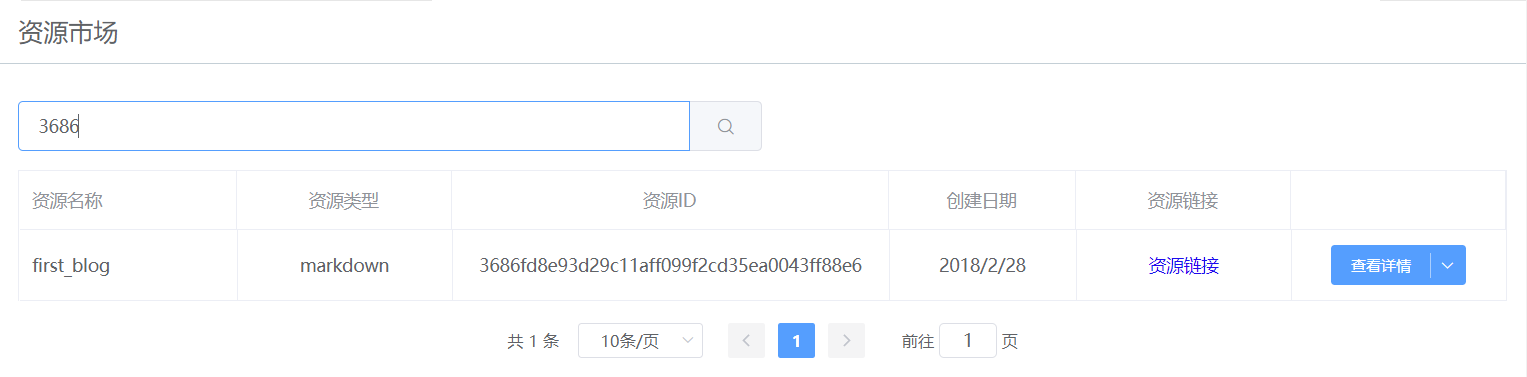 资源市场
3686
资源名称 资源类型 资源ID 创建日期 资源链接
first_blog markdown 3686fd8e93d29c11aff099f2cd35ea0043ff88e6 2018/2/28 资源链接 查看详情
共 1 条 10条/页 1 前往 1 页